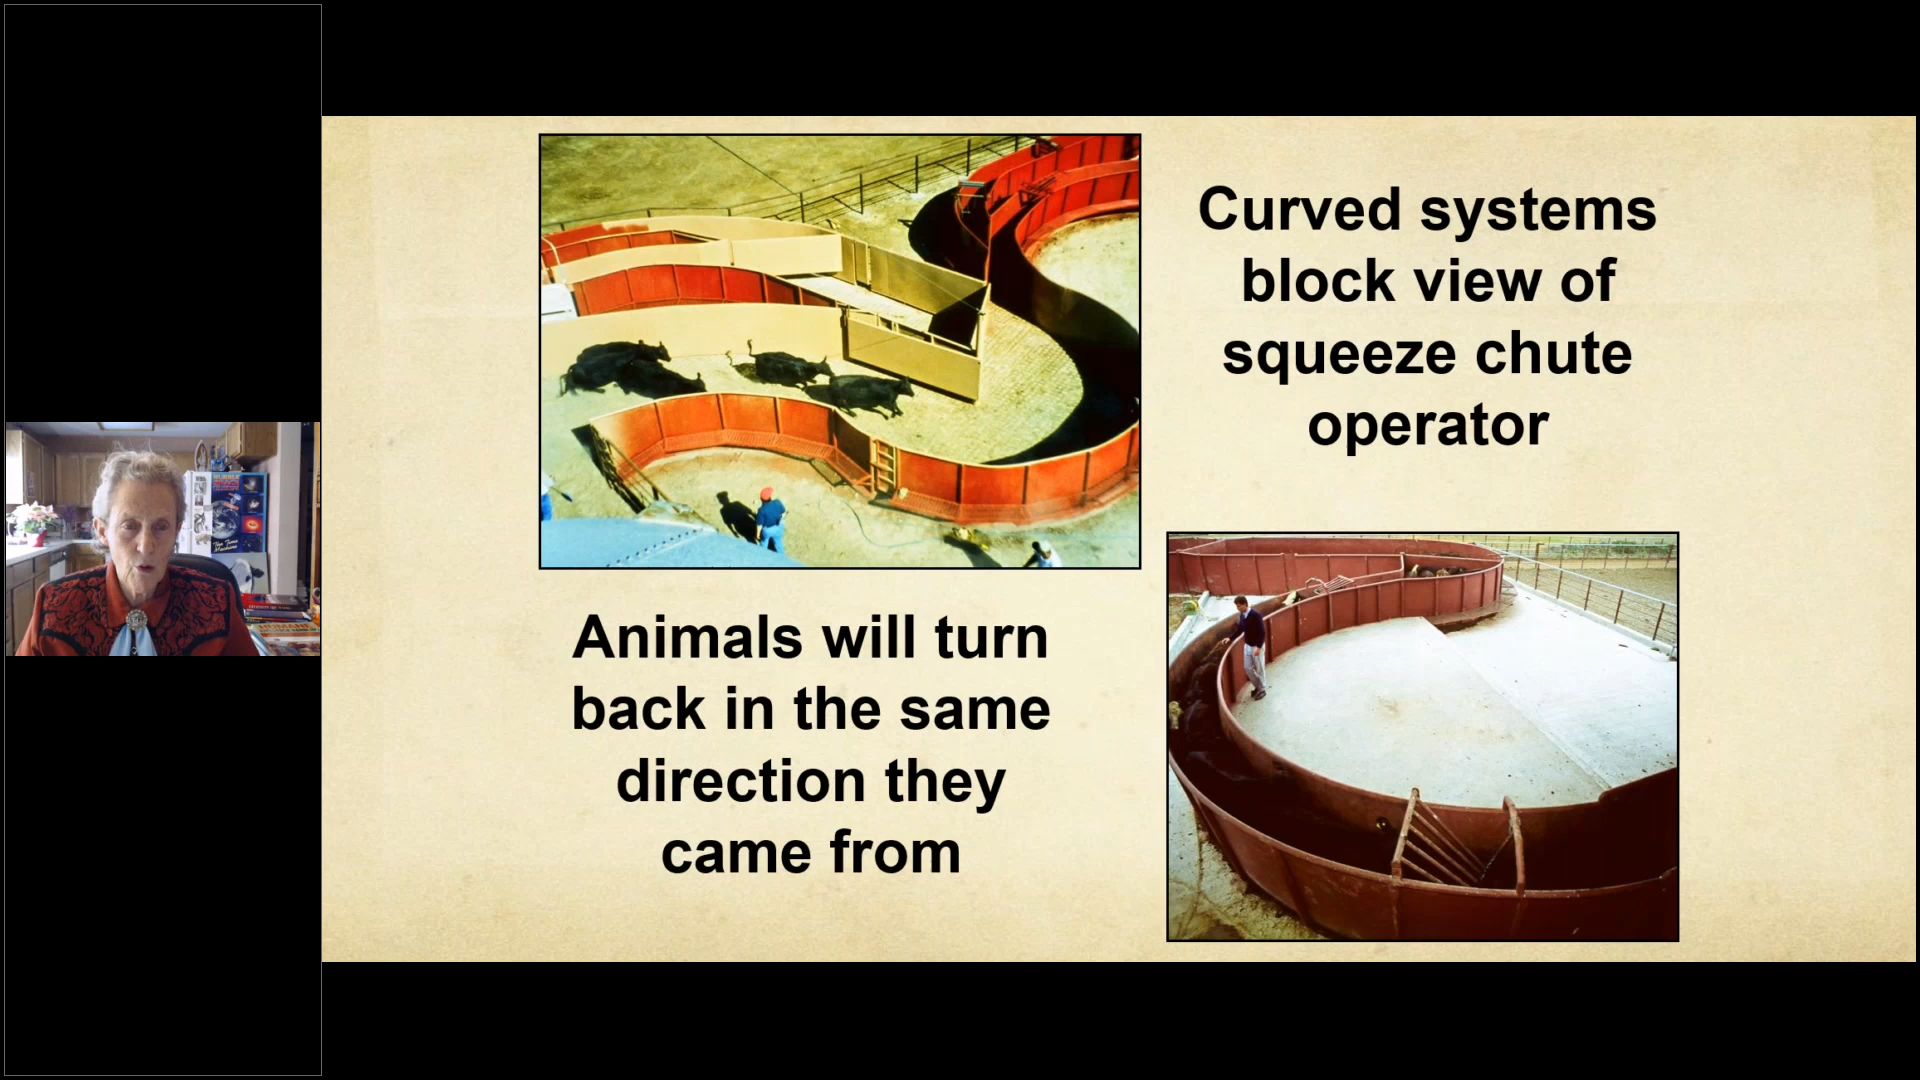 Curved systems
block view of
squeeze chute
operator
Animals will turn
back in the same
direction they
came from